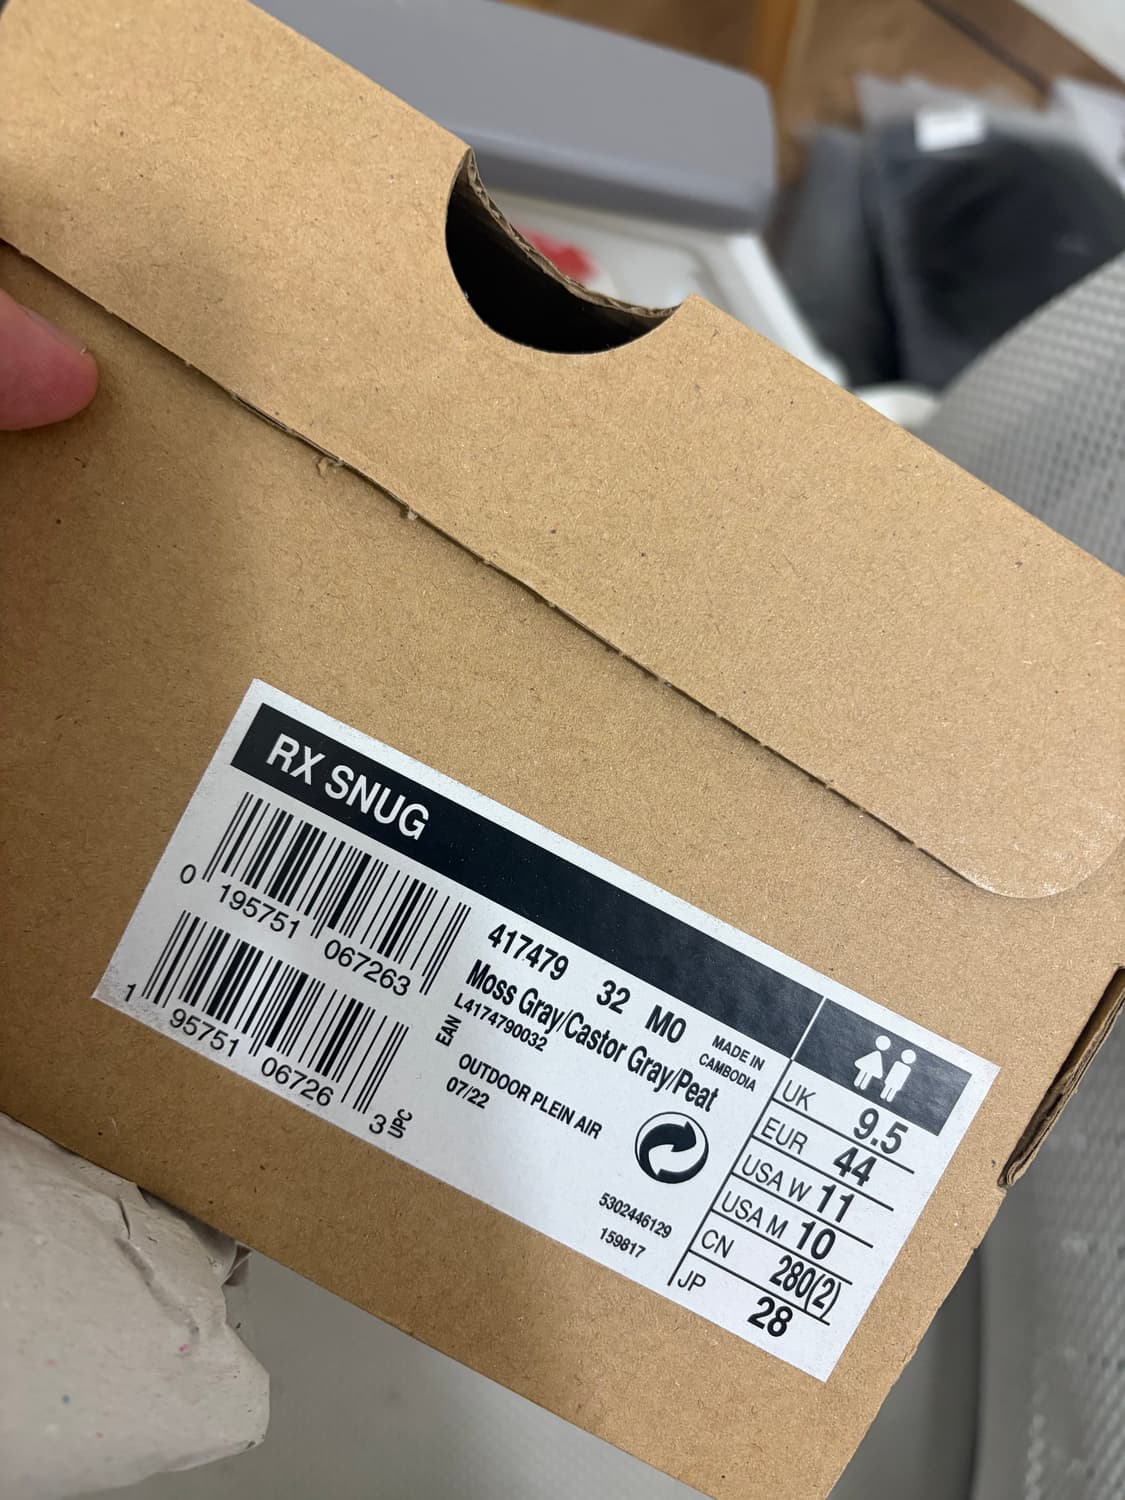 RX SNUG
0 195751 067263
417479 32 M0
Moss Gray/Castor Gray/Peat
EAN L4174790032
MADE IN
CAMBODIA
1 95751 06726 3 UPC
OUTDOOR PLEIN AIR
07/22
5302446129
159817
UK 9.5
EUR 44
USA W 11
USA M 10
CN 280(2)
JP 28